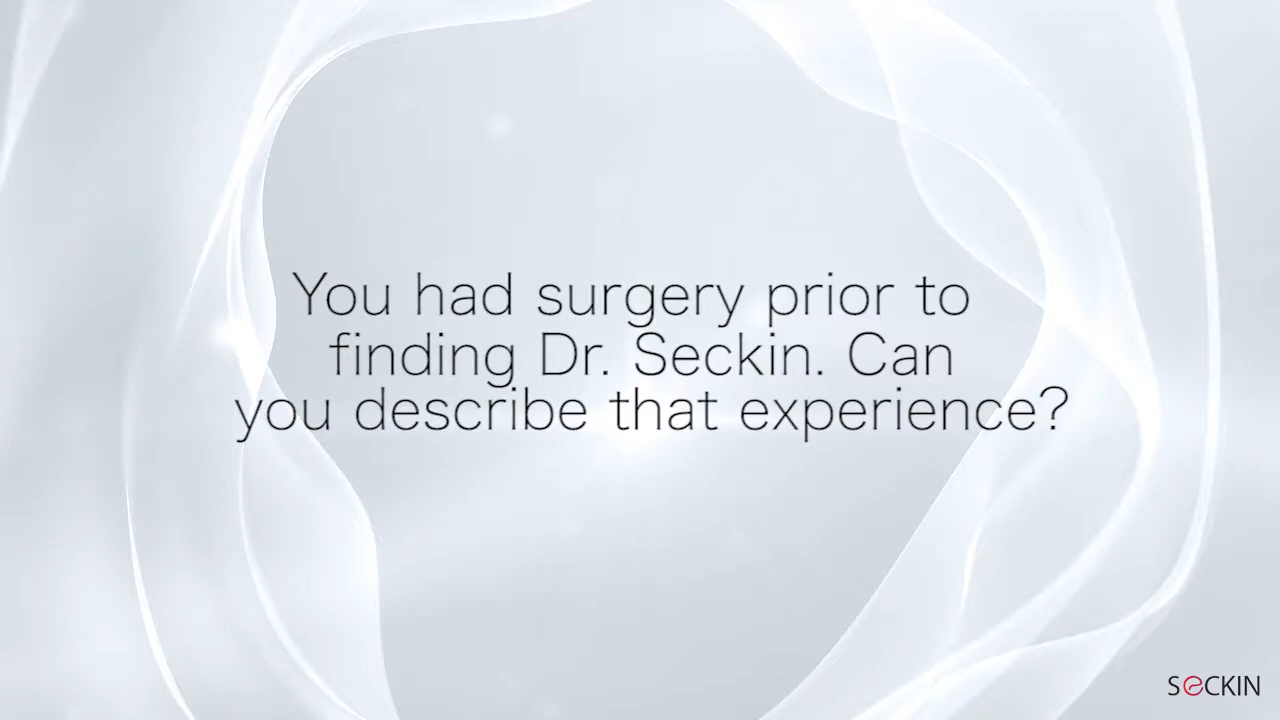 You had surgery prior to
finding Dr. Seckin. Can
you describe that experience?
SeCKIN